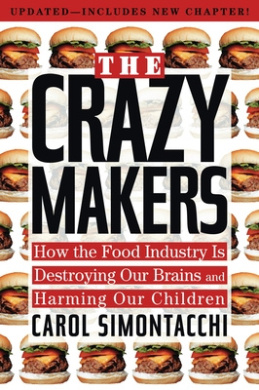 UPDATED—INCLUDES NEW CHAPTER!
THE
CRAZY
MAKERS
How the Food Industry Is
Destroying Our Brains and
Harming Our Children
CAROL SIMONTACCHI